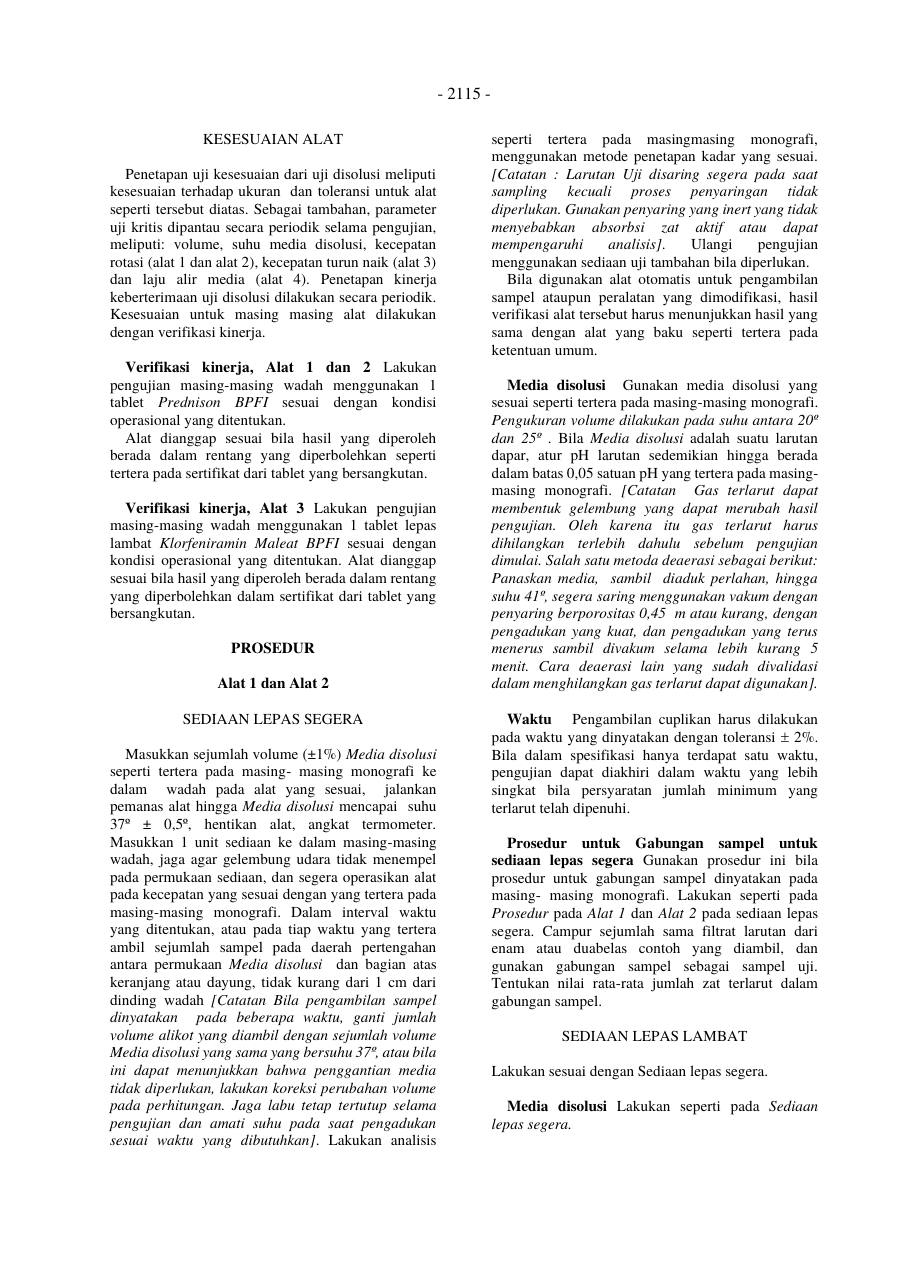 - 2115 -
KESESUAIAN ALAT
Penetapan uji kesesuaian dari uji disolusi meliputi
kesesuaian terhadap ukuran dan toleransi untuk alat
seperti tersebut diatas. Sebagai tambahan, parameter
uji kritis dipantau secara periodik selama pengujian,
meliputi: volume, suhu media disolusi, kecepatan
rotasi (alat 1 dan alat 2), kecepatan turun naik (alat 3)
dan laju alir media (alat 4). Penetapan kinerja
keberterimaan uji disolusi dilakukan secara periodik.
Kesesuaian untuk masing masing alat dilakukan
dengan verifikasi kinerja.
Verifikasi kinerja, Alat 1 dan 2 Lakukan
pengujian masing-masing wadah menggunakan 1
tablet Prednison BPFI sesuai dengan kondisi
operasional yang ditentukan.
Alat dianggap sesuai bila hasil yang diperoleh
berada dalam rentang yang diperbolehkan seperti
tertera pada sertifikat dari tablet yang bersangkutan.
Verifikasi kinerja, Alat 3 Lakukan pengujian
masing-masing wadah menggunakan 1 tablet lepas
lambat Klorfeniramin Maleat BPFI sesuai dengan
kondisi operasional yang ditentukan. Alat dianggap
sesuai bila hasil yang diperoleh berada dalam rentang
yang diperbolehkan dalam sertifikat dari tablet yang
bersangkutan.
PROSEDUR
Alat 1 dan Alat 2
SEDIAAN LEPAS SEGERA
Masukkan sejumlah volume (±1%) Media disolusi
seperti tertera pada masing- masing monografi ke
dalam wadah pada alat yang sesuai, jalankan
pemanas alat hingga Media disolusi mencapai suhu
37º ± 0,5º, hentikan alat, angkat termometer.
Masukkan 1 unit sediaan ke dalam masing-masing
wadah, jaga agar gelembung udara tidak menempel
pada permukaan sediaan, dan segera operasikan alat
pada kecepatan yang sesuai dengan yang tertera pada
masing-masing monografi. Dalam interval waktu
yang ditentukan, atau pada tiap waktu yang tertera
ambil sejumlah sampel pada daerah pertengahan
antara permukaan Media disolusi dan bagian atas
keranjang atau dayung, tidak kurang dari 1 cm dari
dinding wadah [Catatan Bila pengambilan sampel
dinyatakan pada beberapa waktu, ganti jumlah
volume alikot yang diambil dengan sejumlah volume
Media disolusi yang sama yang bersuhu 37º, atau bila
ini dapat menunjukkan bahwa penggantian media
tidak diperlukan, lakukan koreksi perubahan volume
pada perhitungan. Jaga labu tetap tertutup selama
pengujian dan amati suhu pada saat pengadukan
sesuai waktu yang dibutuhkan]. Lakukan analisis
seperti tertera pada masingmasing monografi,
menggunakan metode penetapan kadar yang sesuai.
[Catatan : Larutan Uji disaring segera pada saat
sampling kecuali proses penyaringan tidak
diperlukan. Gunakan penyaring yang inert yang tidak
menyebabkan absorbsi zat aktif atau dapat
mempengaruhi analisis]. Ulangi pengujian
menggunakan sediaan uji tambahan bila diperlukan.
Bila digunakan alat otomatis untuk pengambilan
sampel ataupun peralatan yang dimodifikasi, hasil
verifikasi alat tersebut harus menunjukkan hasil yang
sama dengan alat yang baku seperti tertera pada
ketentuan umum.
Media disolusi Gunakan media disolusi yang
sesuai seperti tertera pada masing-masing monografi.
Pengukuran volume dilakukan pada suhu antara 20º
dan 25º . Bila Media disolusi adalah suatu larutan
dapar, atur pH larutan sedemikian hingga berada
dalam batas 0,05 satuan pH yang tertera pada masing-
masing monografi. [Catatan Gas terlarut dapat
membentuk gelembung yang dapat merubah hasil
pengujian. Oleh karena itu gas terlarut harus
dihilangkan terlebih dahulu sebelum pengujian
dimulai. Salah satu metoda deaerasi sebagai berikut:
Panaskan media, sambil diaduk perlahan, hingga
suhu 41º, segera saring menggunakan vakum dengan
penyaring berporositas 0,45 m atau kurang, dengan
pengadukan yang kuat, dan pengadukan yang terus
menerus sambil divakum selama lebih kurang 5
menit. Cara deaerasi lain yang sudah divalidasi
dalam menghilangkan gas terlarut dapat digunakan].
Waktu Pengambilan cuplikan harus dilakukan
pada waktu yang dinyatakan dengan toleransi ± 2%.
Bila dalam spesifikasi hanya terdapat satu waktu,
pengujian dapat diakhiri dalam waktu yang lebih
singkat bila persyaratan jumlah minimum yang
terlarut telah dipenuhi.
Prosedur untuk Gabungan sampel untuk
sediaan lepas segera Gunakan prosedur ini bila
prosedur untuk gabungan sampel dinyatakan pada
masing- masing monografi. Lakukan seperti pada
Prosedur pada Alat 1 dan Alat 2 pada sediaan lepas
segera. Campur sejumlah sama filtrat larutan dari
enam atau duabelas contoh yang diambil, dan
gunakan gabungan sampel sebagai sampel uji.
Tentukan nilai rata-rata jumlah zat terlarut dalam
gabungan sampel.
SEDIAAN LEPAS LAMBAT
Lakukan sesuai dengan Sediaan lepas segera.
Media disolusi Lakukan seperti pada Sediaan
lepas segera.